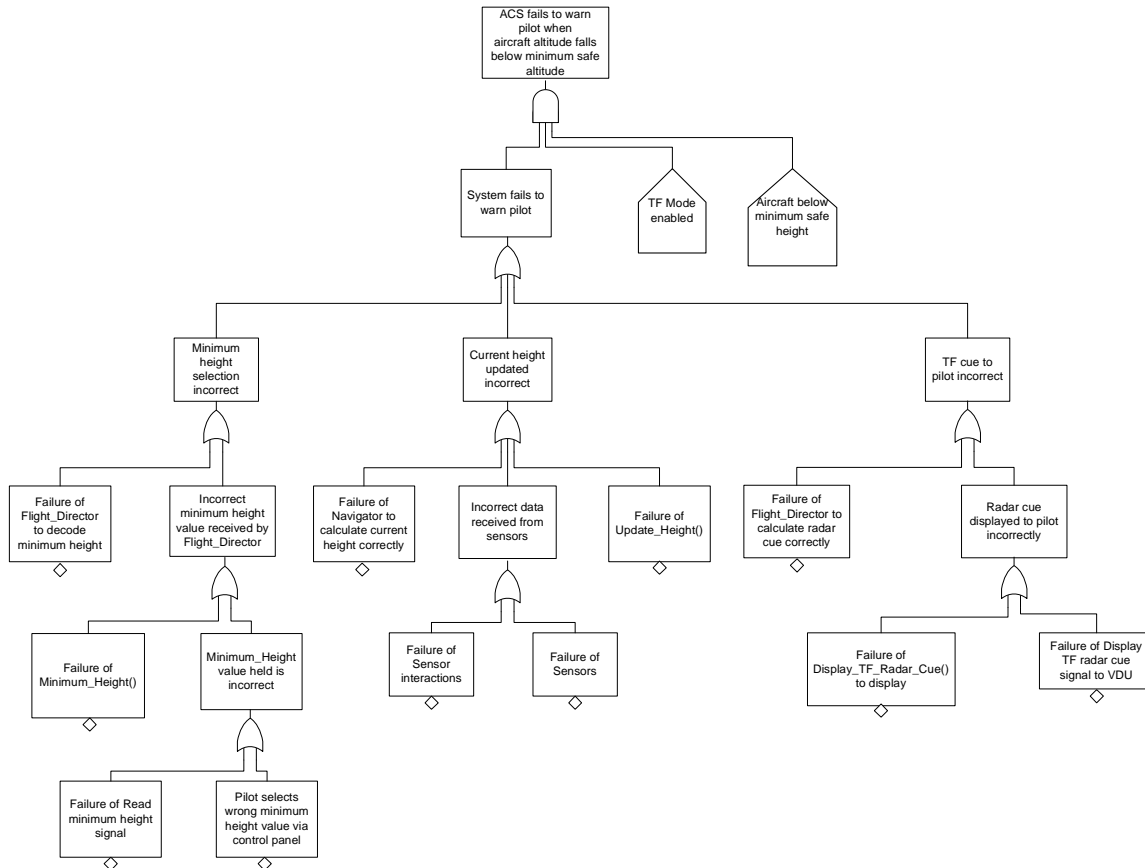 ACS fails to warn
pilot when
aircraft altitude falls
below minimum safe
altitude
System fails to
warn pilot
TF Mode
enabled
Aircraft below
minimum safe
height
Minimum
height
selection
incorrect
Current height
updated
incorrect
TF cue to
pilot incorrect
Failure of
Flight_Director
to decode
minimum height
Incorrect
minimum height
value received by
Flight_Director
Failure of
Navigator to
calculate current
height correctly
Incorrect data
received from
sensors
Failure of
Update_Height()
Failure of
Flight_Director to
calculate radar
cue correctly
Radar cue
displayed to pilot
incorrectly
Failure of
Minimum_Height()
Minimum_Height
value held is
incorrect
Failure of
Sensor
interactions
Failure of
Sensors
Failure of
Display_TF_Radar_Cue()
to display
Failure of Display
TF radar cue
signal to VDU
Failure of Read
minimum height
signal
Pilot selects
wrong minimum
height value via
control panel